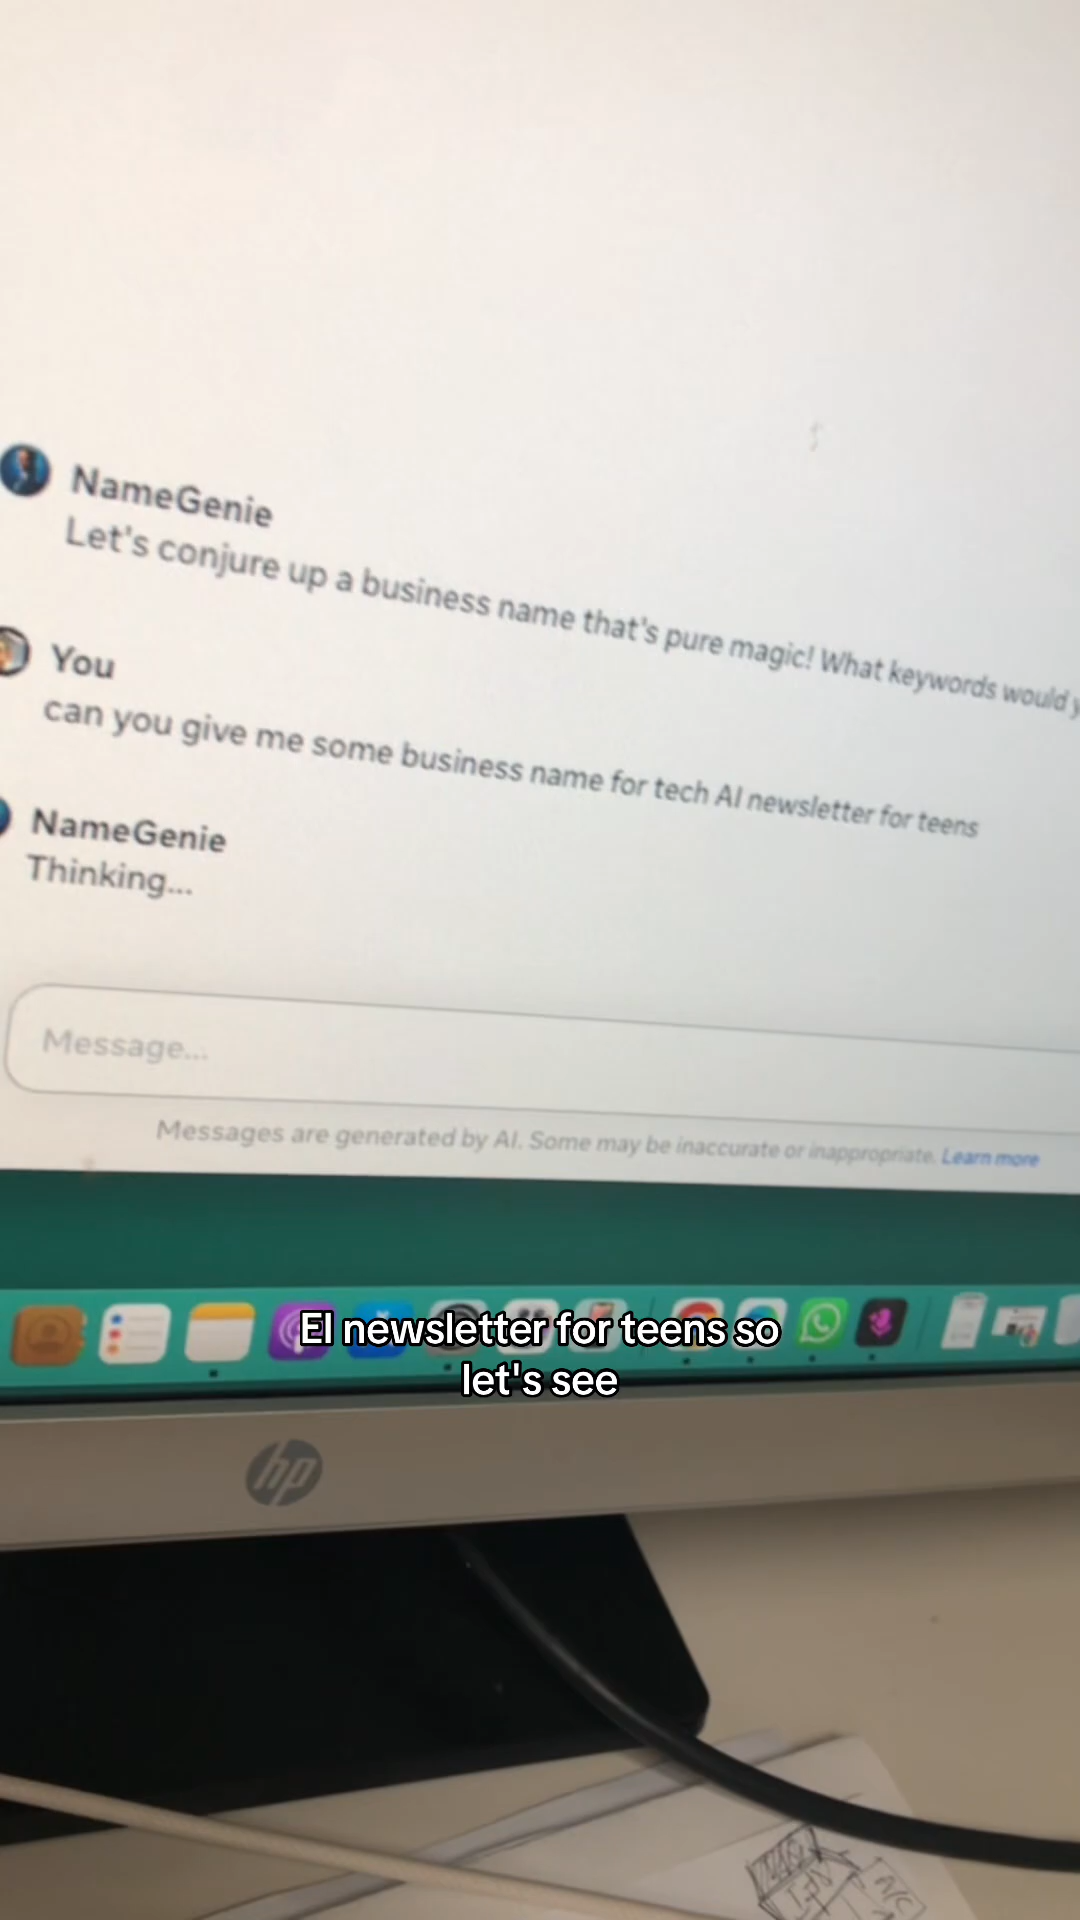 NameGenie
Let's conjure up a business name that's pure magic! What keywords would
You
can you give me some business name for tech AI newsletter for teens
NameGenie
Thinking...
Message...
Messages are generated by AI. Some may be inaccurate or inappropriate. Learn more
EI newsletter for teens so
let's see
hp